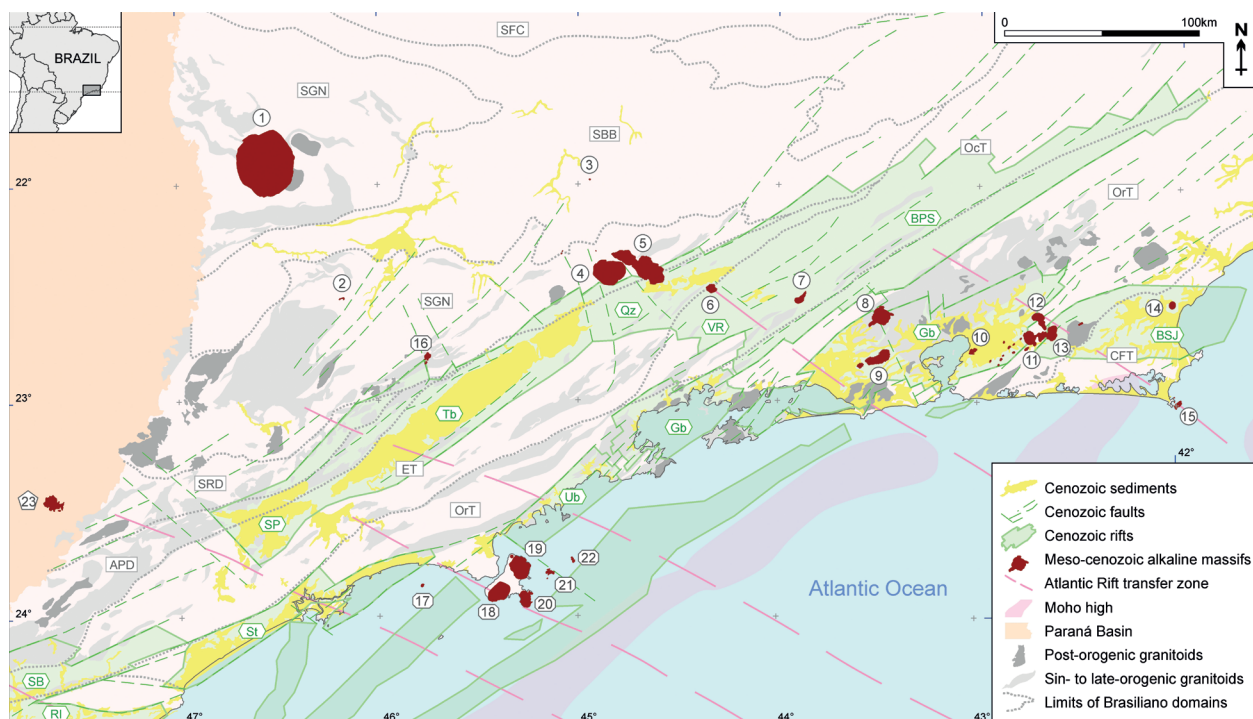 BRAZIL
SFC
0
100km
N
SGN
1
SBB
3
OcT
22°
OrT
BPS
5
4
2
SGN
7
6
8
12
Qz
VR
Gb
14
16
10
BSJ
13
11
9
CFT
23°
Tb
15
Gb
42°
ET
SRD
23
Ub
OrT
SP
Cenozoic sediments
Cenozoic faults
Cenozoic rifts
Meso-cenozoic alkaline massifs
Atlantic Rift transfer zone
Moho high
Paraná Basin
Post-orogenic granitoids
Sin- to late-orogenic granitoids
Limits of Brasiliano domains
19
22
APD
21
Atlantic Ocean
17
18
20
24°
St
SB
RI
47°
46°
45°
44°
43°